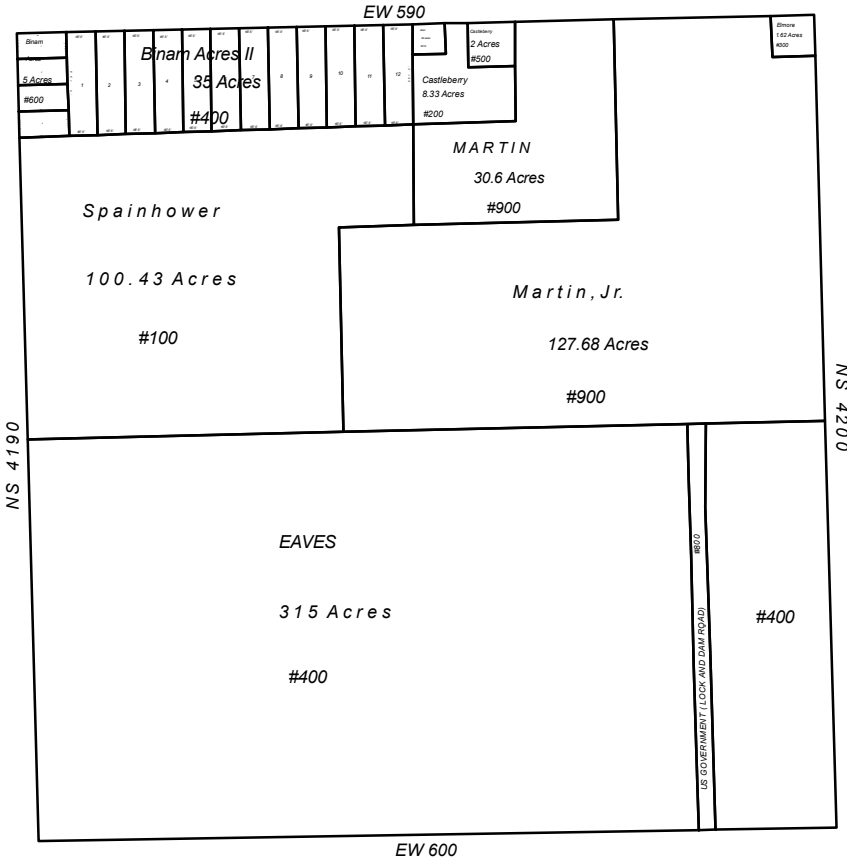 EW 590
Binam
5 Acres
#600
Binam Acres II
35 Acres
#400
1
2
3
4
8
9
10
11
12
Castleberry
2 Acres
#500
Castleberry
8.33 Acres
#200
Elmore
1.62 Acres
#300
MARTIN
30.6 Acres
#900
Spainhower
100.43 Acres
#100
Martin, Jr.
127.68 Acres
#900
NS 4190
NS 4200
EAVES
315 Acres
#400
#800
US GOVERNMENT (LOCK AND DAM ROAD)
#400
EW 600